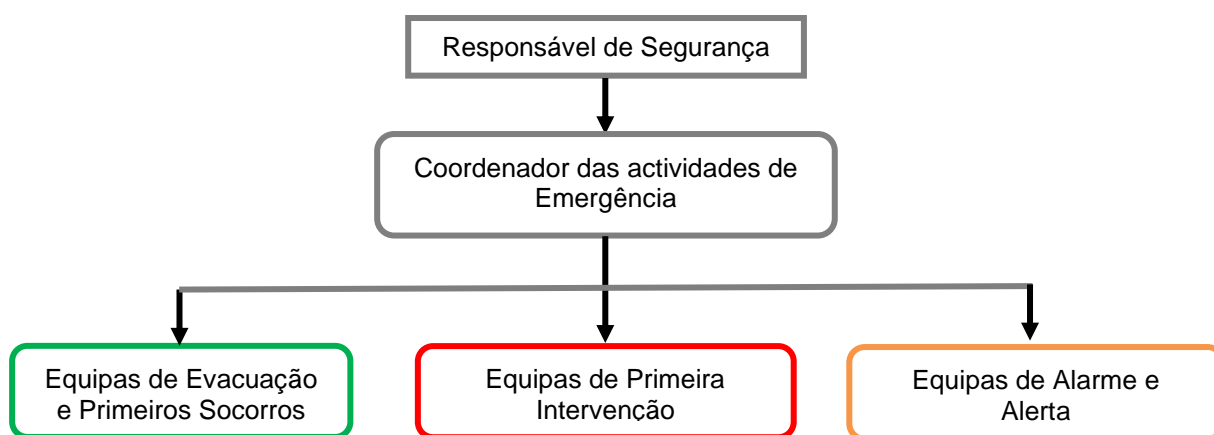 Responsável de Segurança
Coordenador das actividades de
Emergência
Equipas de Evacuação
e Primeiros Socorros
Equipas de Primeira
Intervenção
Equipas de Alarme e
Alerta